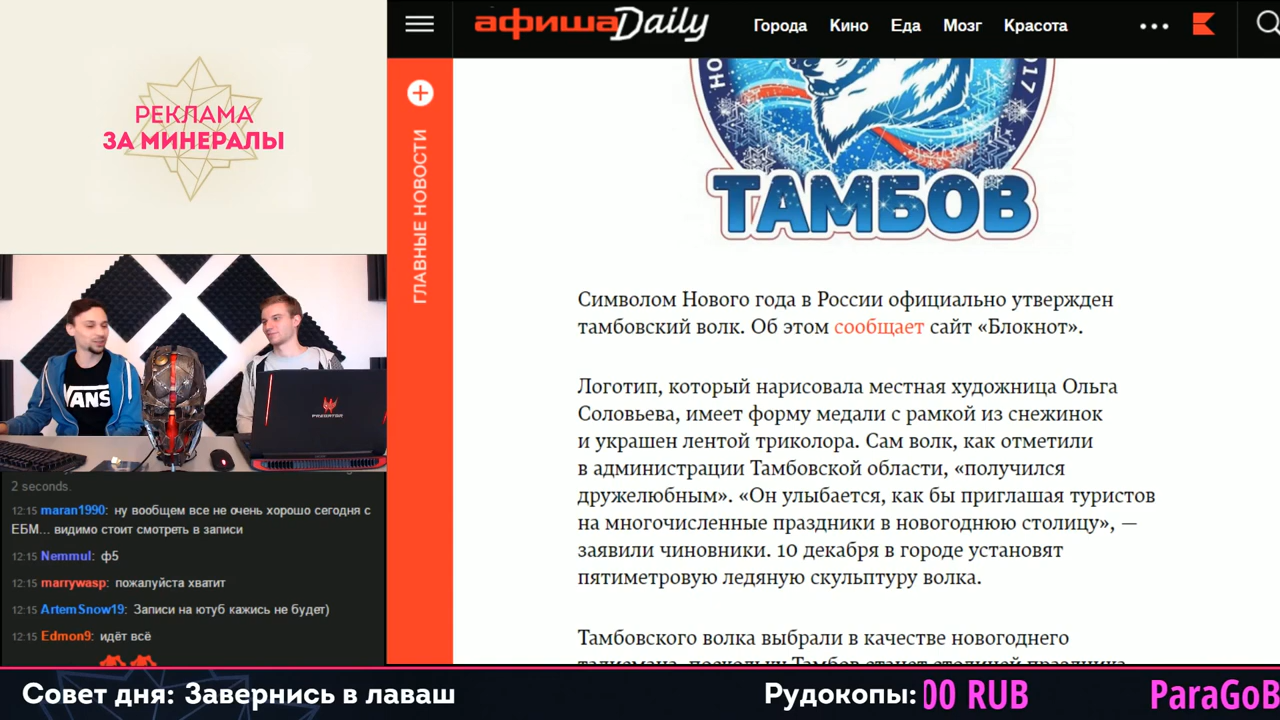 РЕКЛАМА
ЗА МИНЕРАЛЫ
VANS
PREDATOR
2 seconds.
12:15 maran1990: ну вообщем все не очень хорошо сегодня с
ЕБМ... видимо стоит смотреть в записи
12:15 Nemmul: ф5
12:15 marrywasp: пожалуйста хватит
12:15 ArtemSnow19: Записи на ютуб кажись не будет)
12:15 Edmon9: идёт всё
афишаDaily
Города Кино Еда Мозг Красота
ГЛАВНЫЕ НОВОСТИ
ТАМБОВ
Символом Нового года в России официально утвержден
тамбовский волк. Об этом сообщает сайт «Блокнот».
Логотип, который нарисовала местная художница Ольга
Соловьева, имеет форму медали с рамкой из снежинок
и украшен лентой триколора. Сам волк, как отметили
в администрации Тамбовской области, «получился
дружелюбным». «Он улыбается, как бы приглашая туристов
на многочисленные праздники в новогоднюю столицу», —
заявили чиновники. 10 декабря в городе установят
пятиметровую ледяную скульптуру волка.
Тамбовского волка выбрали в качестве новогоднего
талисмана, поскольку Тамбов станет столицей праздника
Совет дня: Завернись в лаваш
Рудокопы: 00 RUB ParaGoB